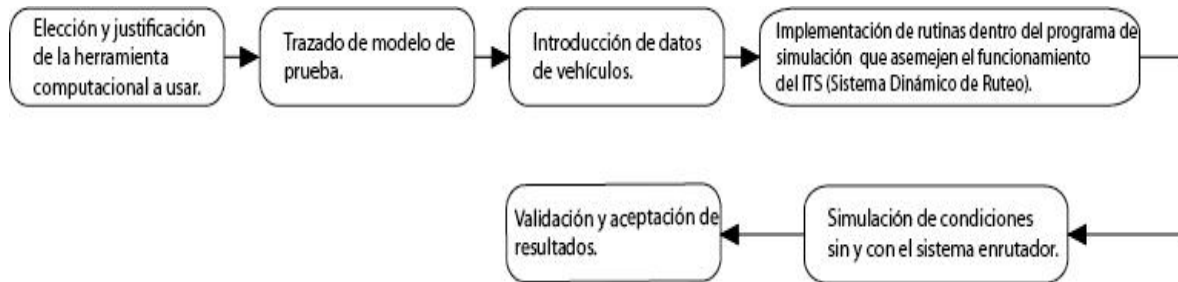 Elección y justificación
de la herramienta
computacional a usar.
Trazado de modelo de
prueba.
Introducción de datos
de vehículos.
Implementación de rutinas dentro del programa de
simulación que asemejen el funcionamiento
del ITS (Sistema Dinámico de Ruteo).
Simulación de condiciones
sin y con el sistema enrutador.
Validación y aceptación de
resultados.